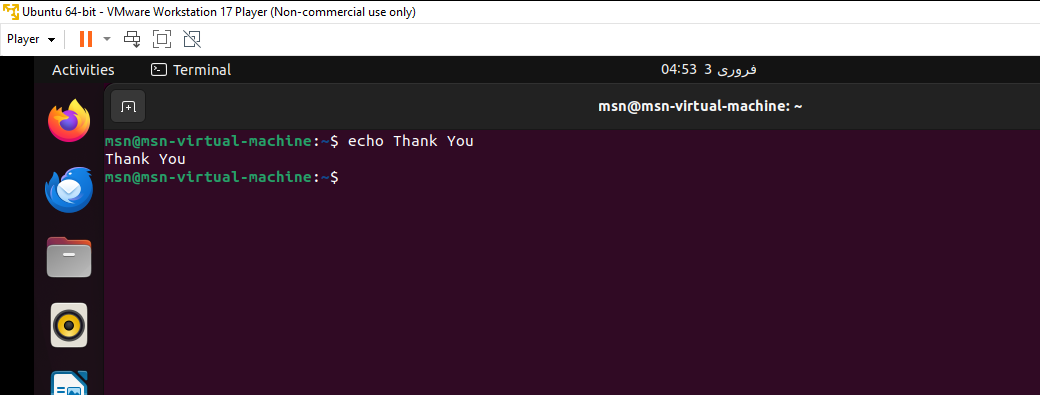 Ubuntu 64-bit - VMware Workstation 17 Player (Non-commercial use only)
Player
Activities
Terminal
04:53 فروری 3
msn@msn-virtual-machine: ~
msn@msn-virtual-machine:~$ echo Thank You
Thank You
msn@msn-virtual-machine:~$